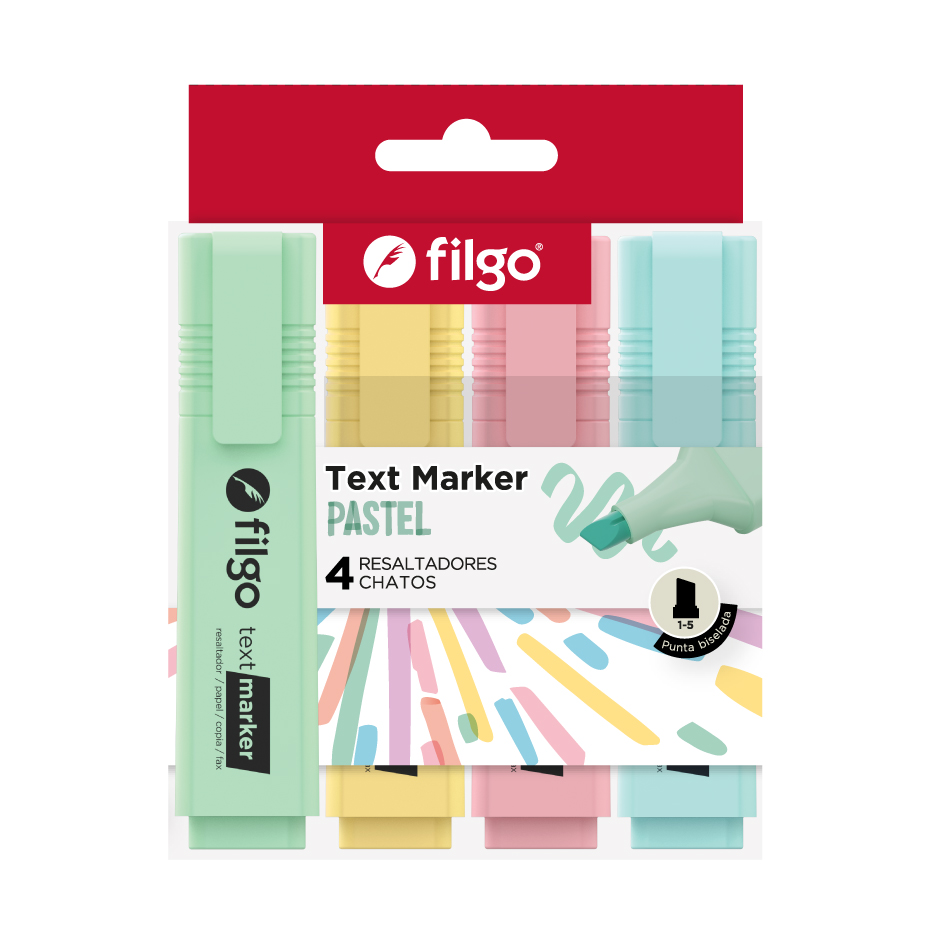 filgo®
Text Marker
PASTEL
4 RESALTADORES
CHATOS
1-5
Punta biselada
filgo
text marker
resaltador / papel / copia / fax